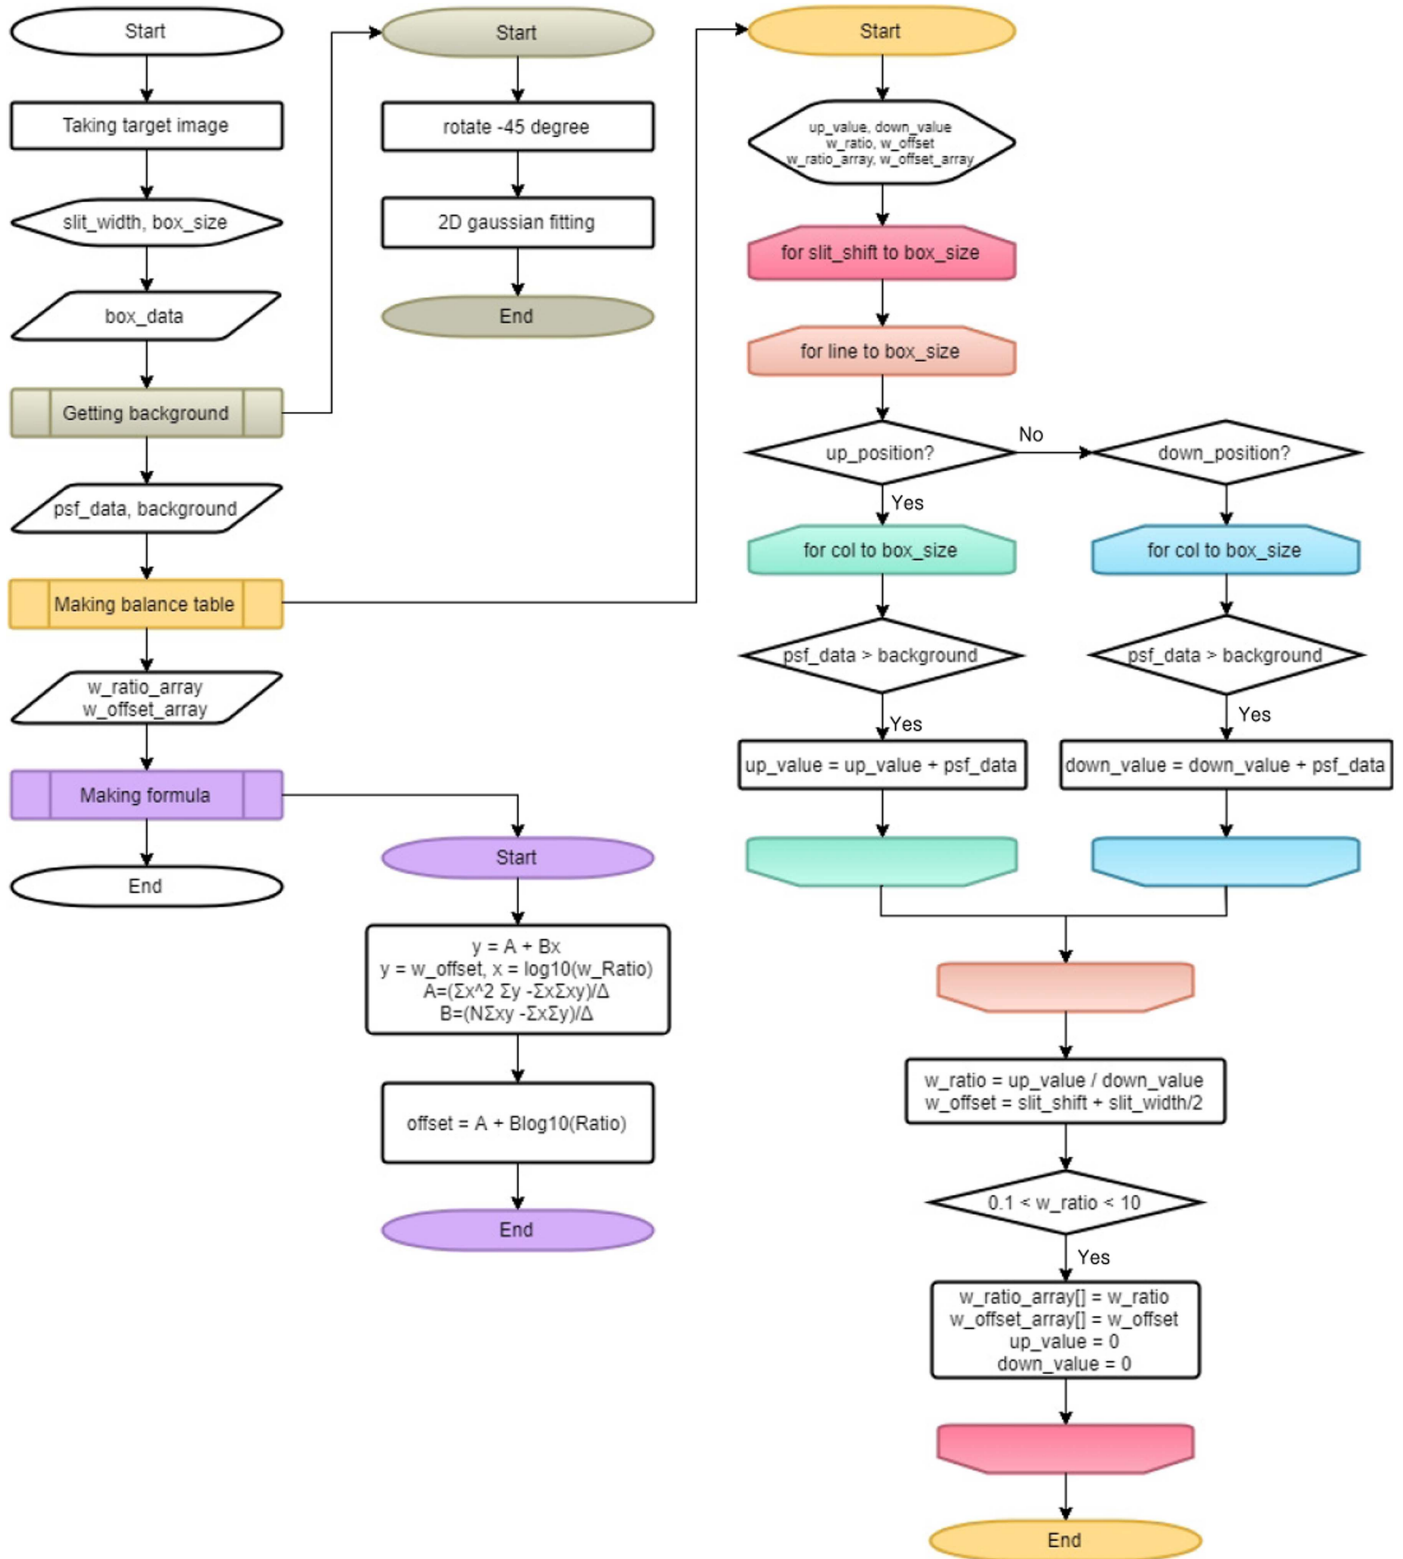 Start
Taking target image
slit_width, box_size
box_data
Getting background
psf_data, background
Making balance table
w_ratio_array
w_offset_array
Making formula
End
Start
rotate -45 degree
2D gaussian fitting
End
Start
y = A + Bx
y = w_offset, x = log10(w_Ratio)
A=(Σx^2 Σy -ΣxΣxy)/Δ
B=(NΣxy -ΣxΣy)/Δ
offset = A + Blog10(Ratio)
End
Start
up_value, down_value
w_ratio, w_offset
w_ratio_array, w_offset_array
for slit_shift to box_size
for line to box_size
up_position?
No
down_position?
Yes
for col to box_size
for col to box_size
psf_data > background
psf_data > background
Yes
Yes
up_value = up_value + psf_data
down_value = down_value + psf_data
w_ratio = up_value / down_value
w_offset = slit_shift + slit_width/2
0.1 < w_ratio < 10
Yes
w_ratio_array[] = w_ratio
w_offset_array[] = w_offset
up_value = 0
down_value = 0
End